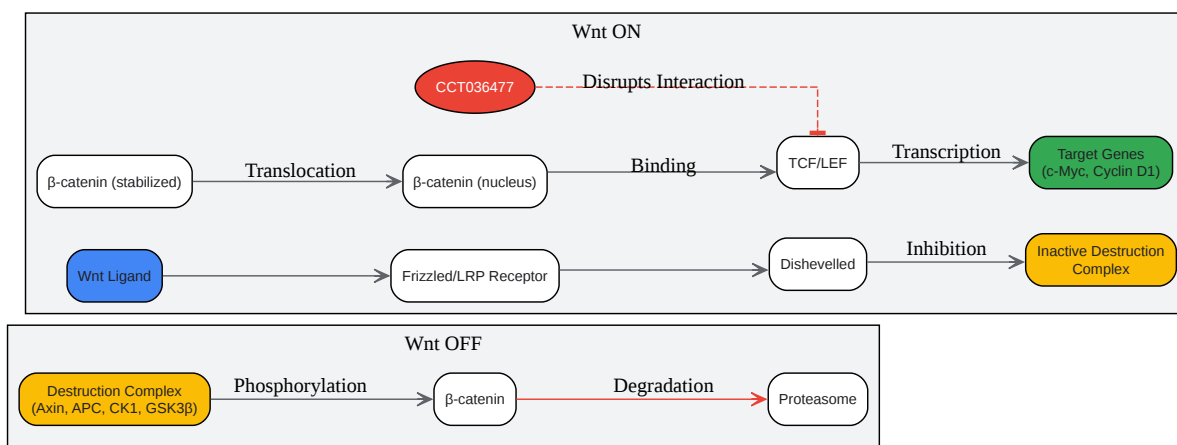 Wnt ON
CCT036477
Disrupts Interaction
β-catenin (stabilized)
Translocation
β-catenin (nucleus)
Binding
TCF/LEF
Transcription
Target Genes
(c-Myc, Cyclin D1)
Wnt Ligand
Frizzled/LRP Receptor
Dishevelled
Inhibition
Inactive Destruction
Complex
Wnt OFF
Destruction Complex
(Axin, APC, CK1, GSK3β)
Phosphorylation
β-catenin
Degradation
Proteasome